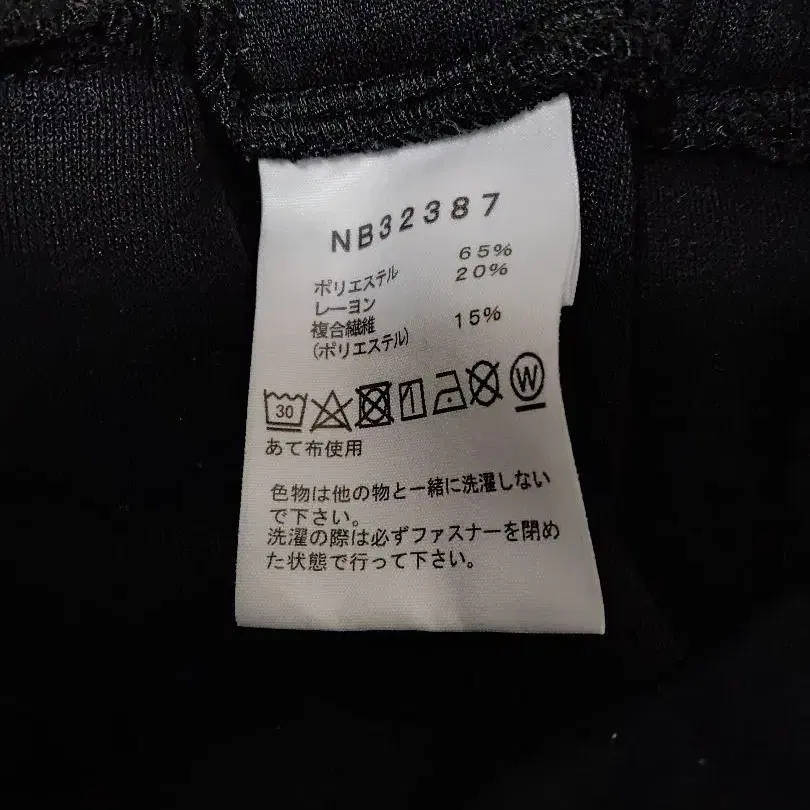 NB32387
ポリエステル 65%
レーヨン 20%
複合繊維 15%
(ポリエステル)
30 W
あて布使用
色物は他の物と一緒に洗濯しない
で下さい。
洗濯の際は必ずファスナーを閉め
た状態で行って下さい。